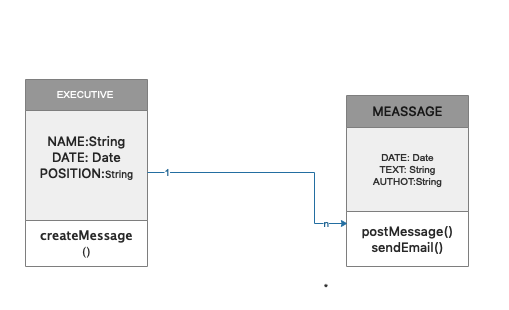 EXECUTIVE
NAME:String
DATE: Date
POSITION:String
createMessage
()
1
n
MEASSAGE
DATE: Date
TEXT: String
AUTHOT:String
postMessage()
sendEmail()